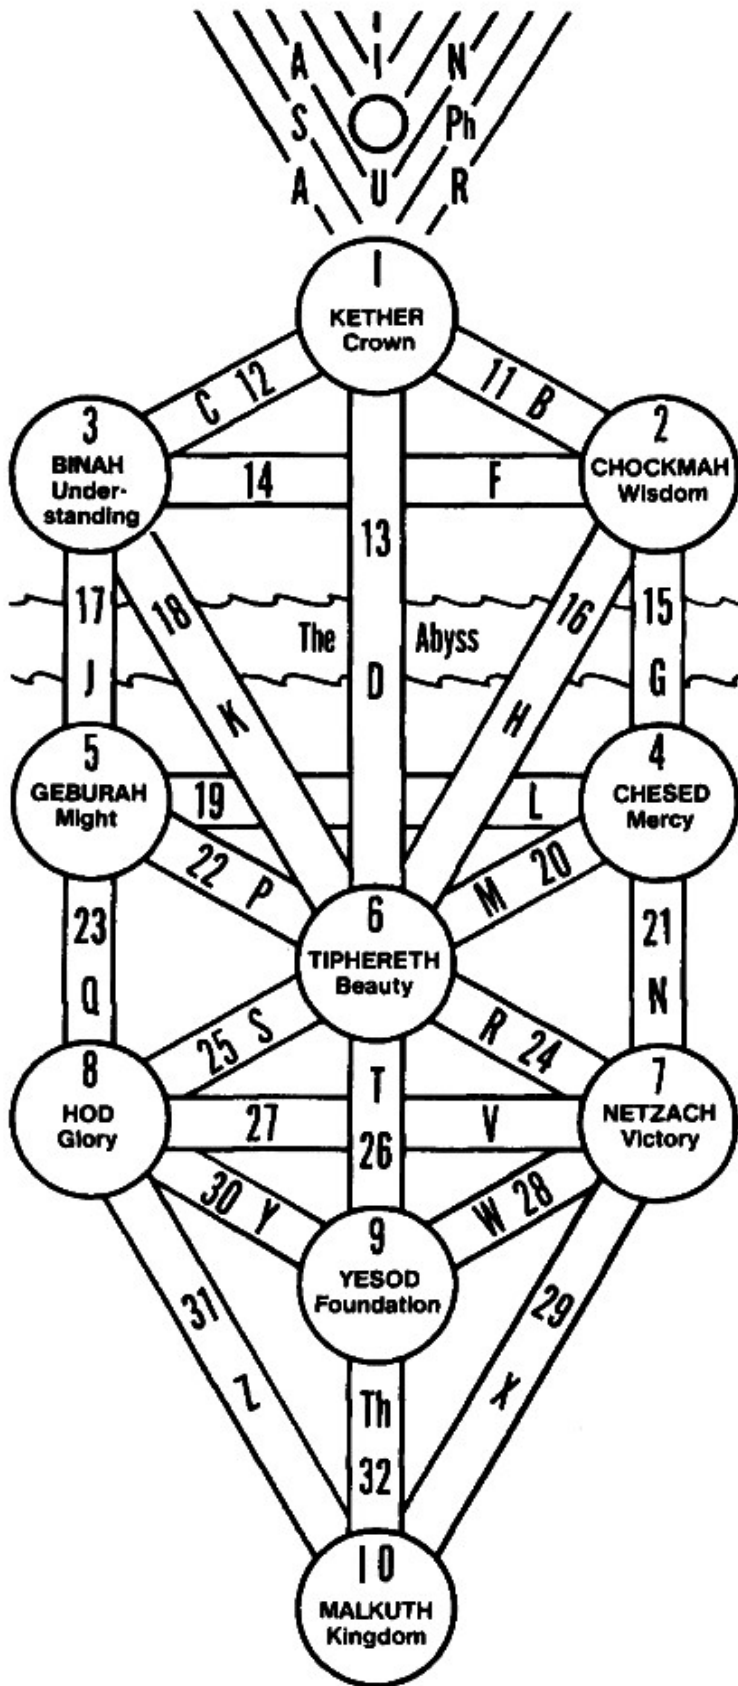 A I N
S O Ph
A U R
1
KETHER
Crown
C 12
11 B
3
BINAH
Under-
standing
2
CHOCKMAH
Wisdom
14 F
13
D
17
J
18
K
The Abyss
16
H
15
G
5
GEBURAH
Might
4
CHESED
Mercy
19 L
22 P
M 20
6
TIPHERETH
Beauty
23
Q
21
N
25 S
R 24
8
HOD
Glory
7
NETZACH
Victory
T
26
27 V
30 Y
W 28
9
YESOD
Foundation
31
Z
29
X
Th
32
10
MALKUTH
Kingdom